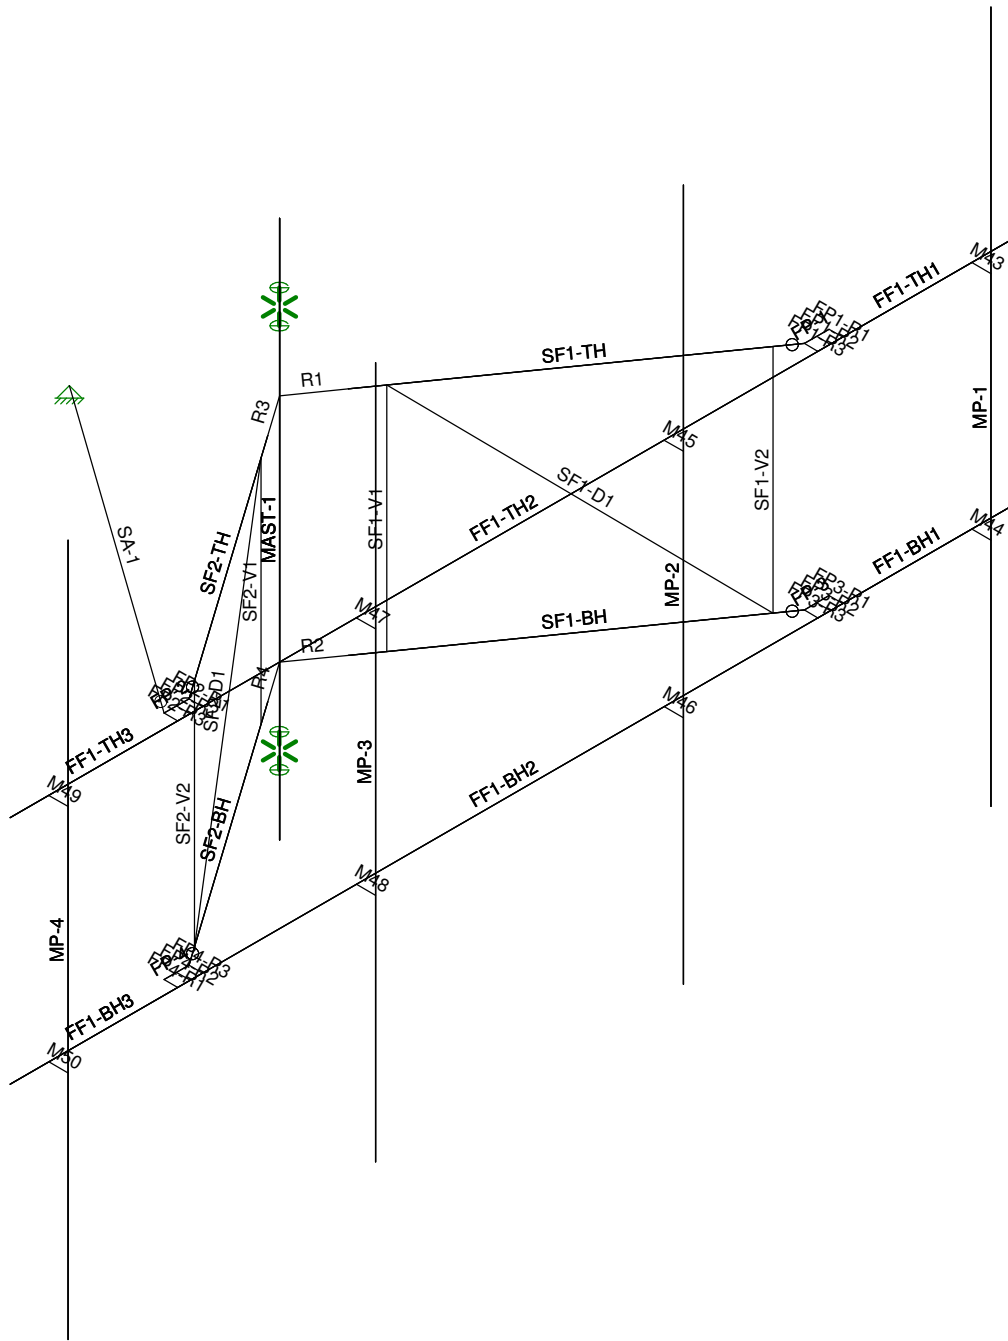 M43
FF1-TH1
SF1-TH
R1
R3
MP-1
M45
SF1-V2
SF1-D1
SF1-V1
FF1-TH2
MAST-1
SA-1
SF2-TH
SF2-V1
M44
FF1-BH1
MP-2
M47
SF1-BH
R2
R4
M46
FF1-TH3
M49
SF2-V2
SF2-BH
MP-3
FF1-BH2
M48
MP-4
FF1-BH3
M50